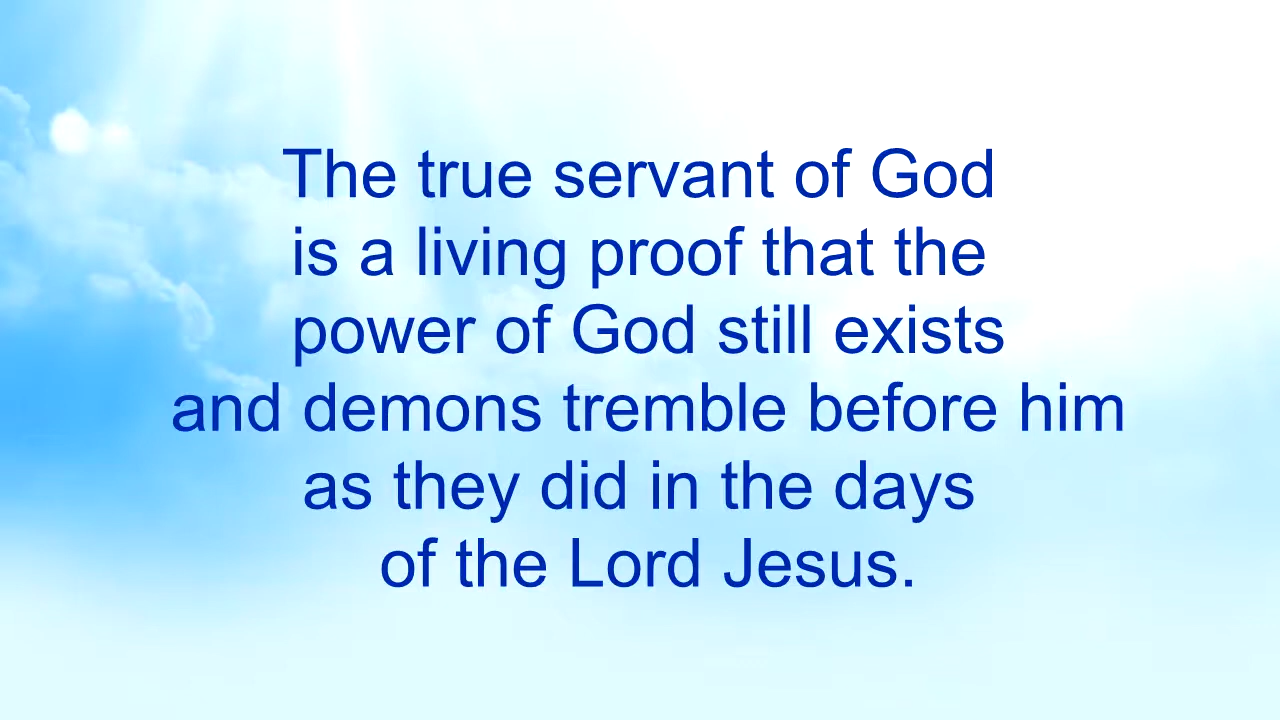 The true servant of God
is a living proof that the
power of God still exists
and demons tremble before him
as they did in the days
of the Lord Jesus.